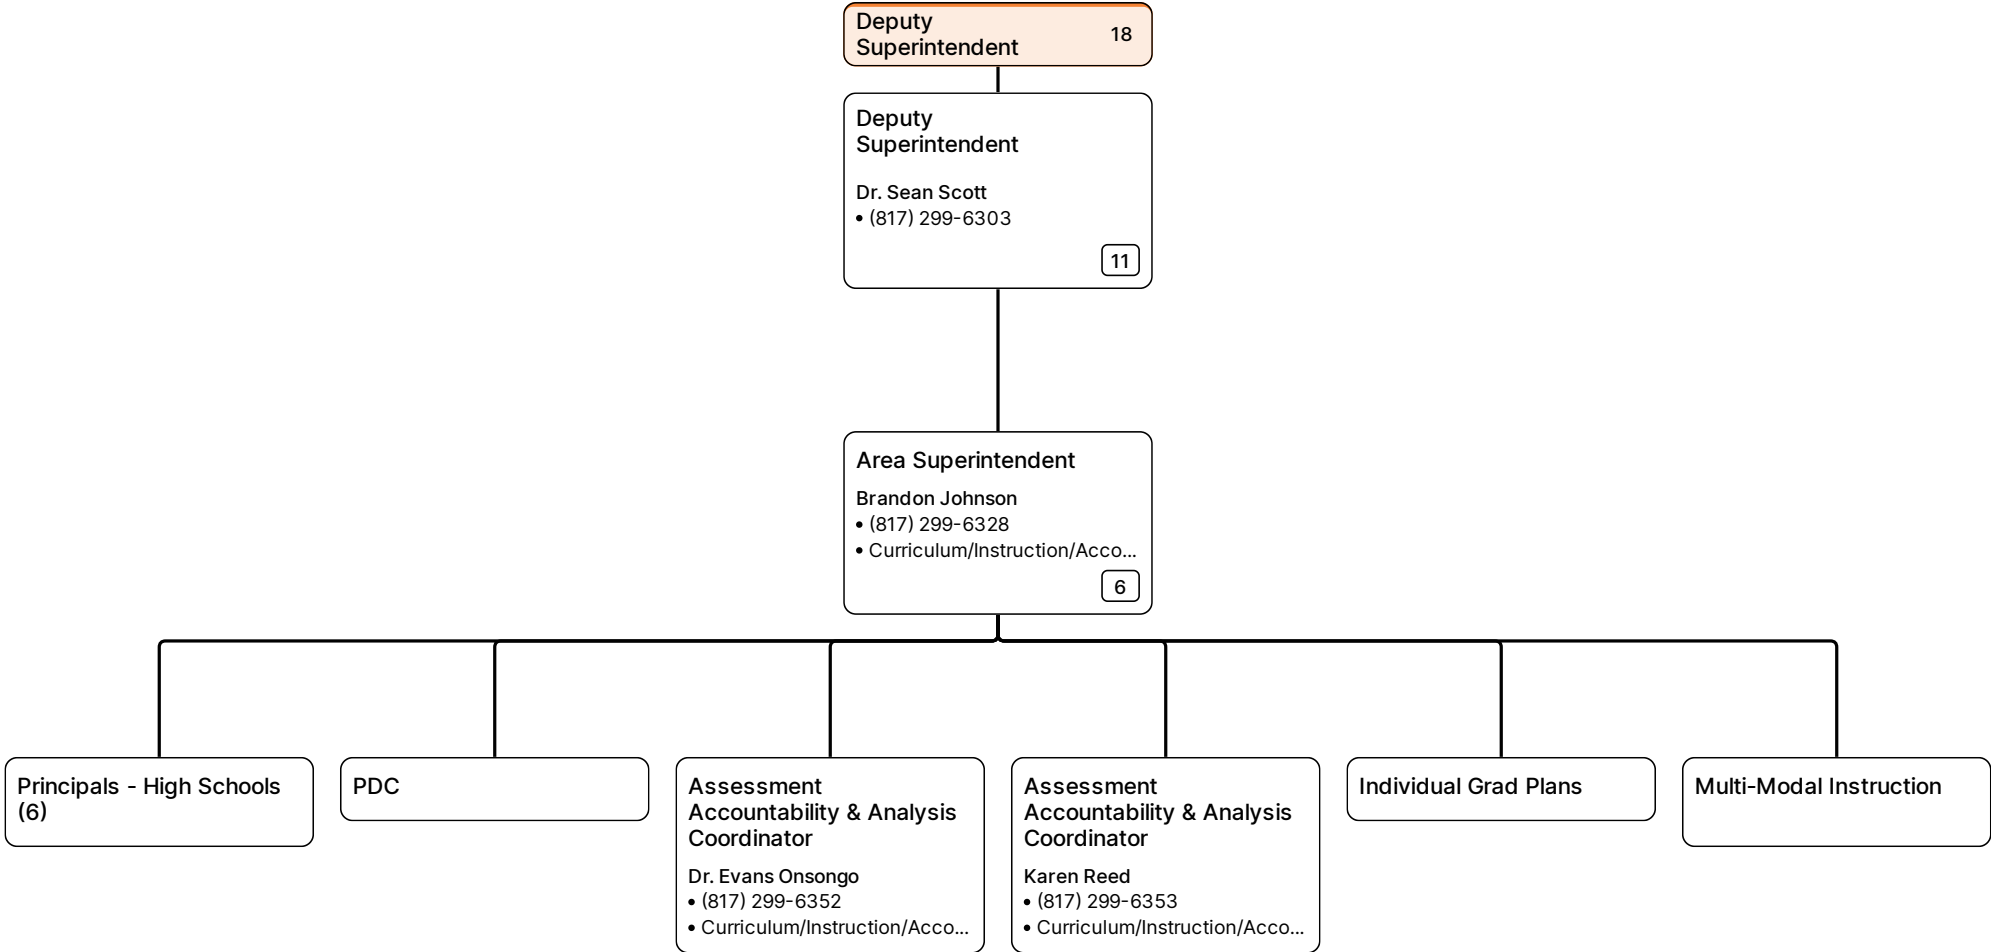 Deputy
Superintendent
18
Deputy
Superintendent
Dr. Sean Scott
• (817) 299-6303
11
Area Superintendent
Brandon Johnson
• (817) 299-6328
• Curriculum/Instruction/Acco...
6
Principals - High Schools
(6)
PDC
Assessment
Accountability & Analysis
Coordinator
Dr. Evans Onsongo
• (817) 299-6352
• Curriculum/Instruction/Acco...
Assessment
Accountability & Analysis
Coordinator
Karen Reed
• (817) 299-6353
• Curriculum/Instruction/Acco...
Individual Grad Plans
Multi-Modal Instruction